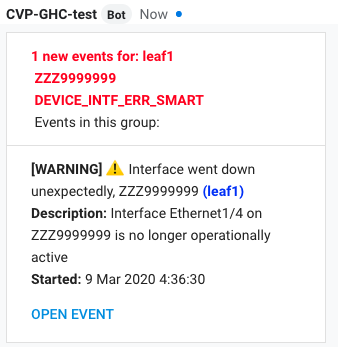 CVP-GHC-test Bot Now
1 new events for: leaf1
ZZZ9999999
DEVICE_INTF_ERR_SMART
Events in this group:
[WARNING] ⚠️ Interface went down
unexpectedly, ZZZ9999999 (leaf1)
Description: Interface Ethernet1/4 on
ZZZ9999999 is no longer operationally
active
Started: 9 Mar 2020 4:36:30
OPEN EVENT